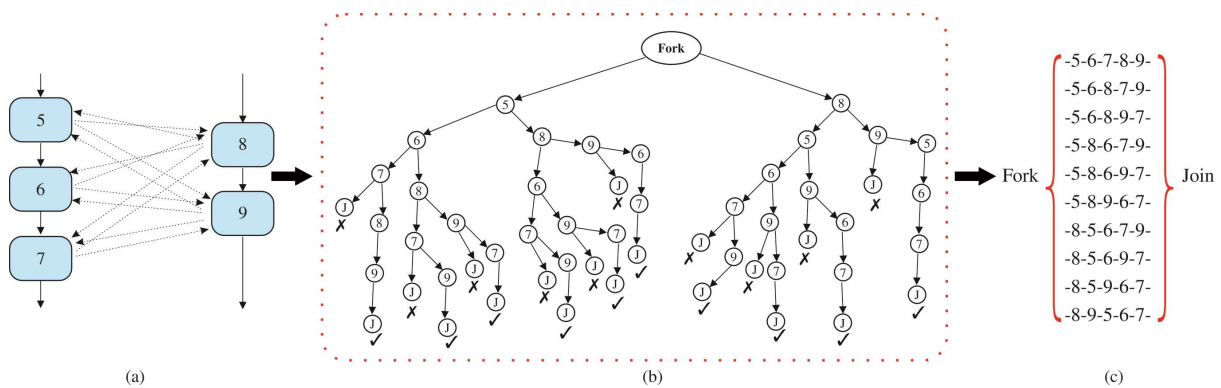 5
6
7
8
9
(a)
Fork
5
8
6
8
5
9
7
8
6
9
6
9
5
J
8
7
9
7
9
J
7
7
9
J
6
J
6
✗
9
J
9
J
7
J
9
J
7
J
J
9
J
7
7
7
J
✗
J
J
✗
J
✗
J
✗
J
J
J
J
✓
✓
✓
✓
✓
✓
✓
✓
✓
✓
(b)
Fork
-5-6-7-8-9-
-5-6-8-7-9-
-5-6-8-9-7-
-5-8-6-7-9-
-5-8-6-9-7-
-5-8-9-6-7-
-8-5-6-7-9-
-8-5-6-9-7-
-8-5-9-6-7-
-8-9-5-6-7-
Join
(c)